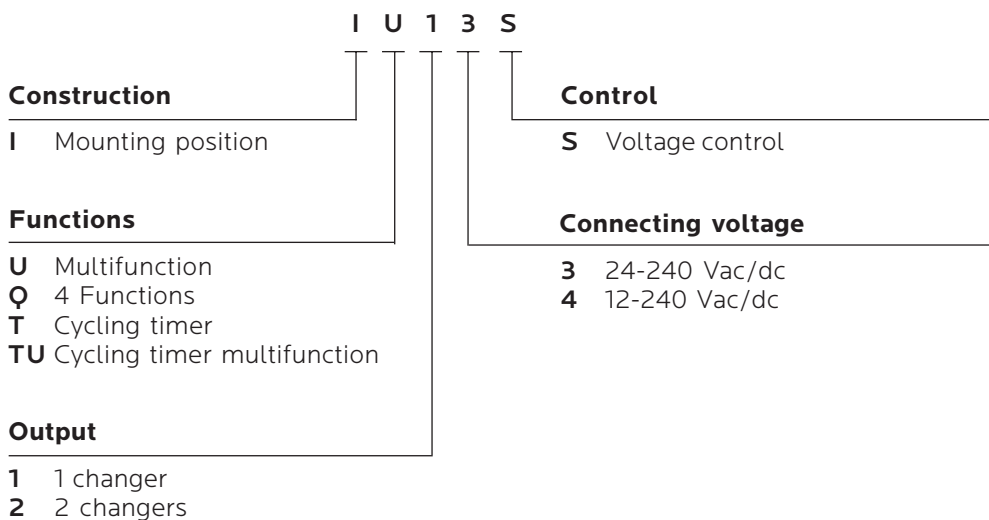 I U 1 3 S
Construction
I Mounting position
Functions
U Multifunction
Q 4 Functions
T Cycling timer
TU Cycling timer multifunction
Output
1 1 changer
2 2 changers
Control
S Voltage control
Connecting voltage
3 24-240 Vac/dc
4 12-240 Vac/dc